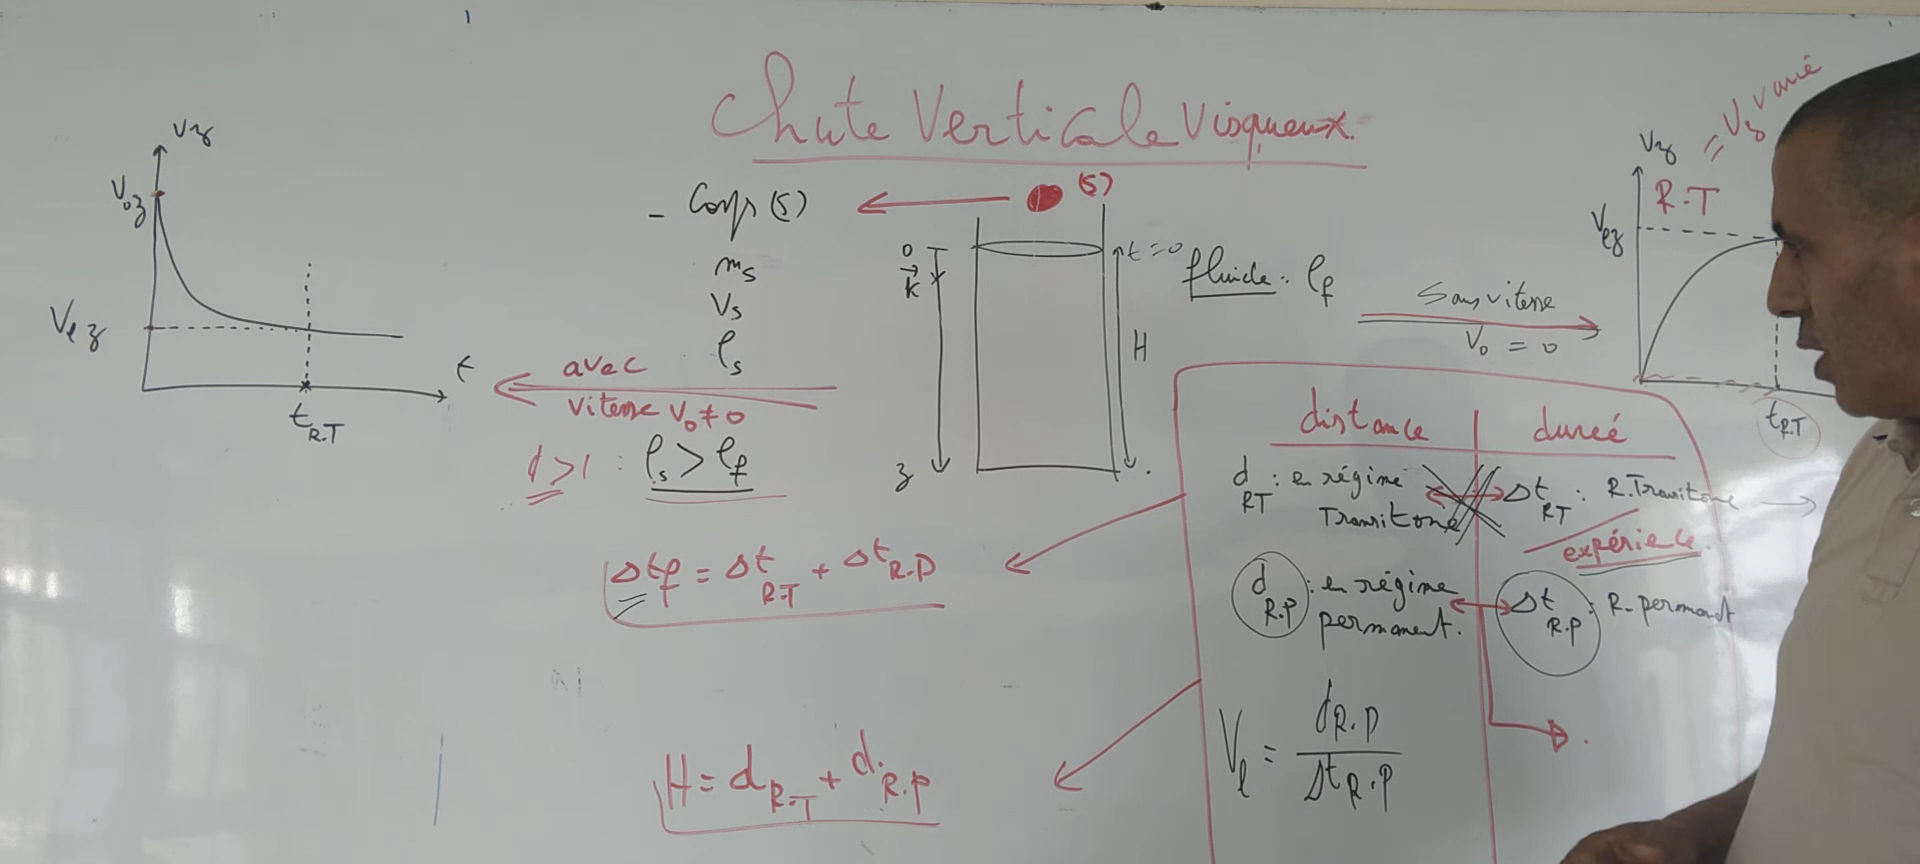 Chute Verticale Visqueux.
Vz
V0z
Vlz
t
tR.T
- Corps (S)
ms
Vs
ρs
(S)
0
k
z
t=0
H
fluide : ρf
avec
vitesse V0 ≠ 0
d > 1 : ρs > ρf
Sans vitesse
V0 = 0
= Vz varié
Vz
R.T
Vlz
tR.T
distance
dureé
dRT : en régime
Transitoire
ΔtRT : R.Transitoire
expérience.
dR.P : en régime
permanent.
ΔtR.P : R-permanent
Vl = dR.P / ΔtR.P
Δtf = ΔtR.T + ΔtR.P
H = dR.T + dR.P